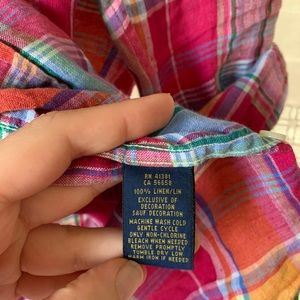 RN 41381
CA 56658
100% LINEN/LIN
EXCLUSIVE OF
DECORATION
SAUF DECORATION
MACHINE WASH COLD
GENTLE CYCLE
ONLY NON-CHLORINE
BLEACH WHEN NEEDED
REMOVE PROMPTLY
TUMBLE DRY LOW
WARM IRON IF NEEDED